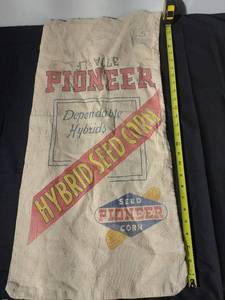 PIONEER
Dependable
Hybrids
HYBRID SEED CORN
SEED
PIONEER
CORN